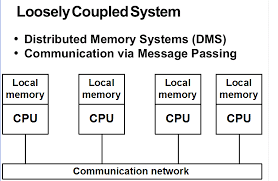 Loosely Coupled System
• Distributed Memory Systems (DMS)
• Communication via Message Passing
Local memory
CPU
Local memory
CPU
Local memory
CPU
Local memory
CPU
Communication network